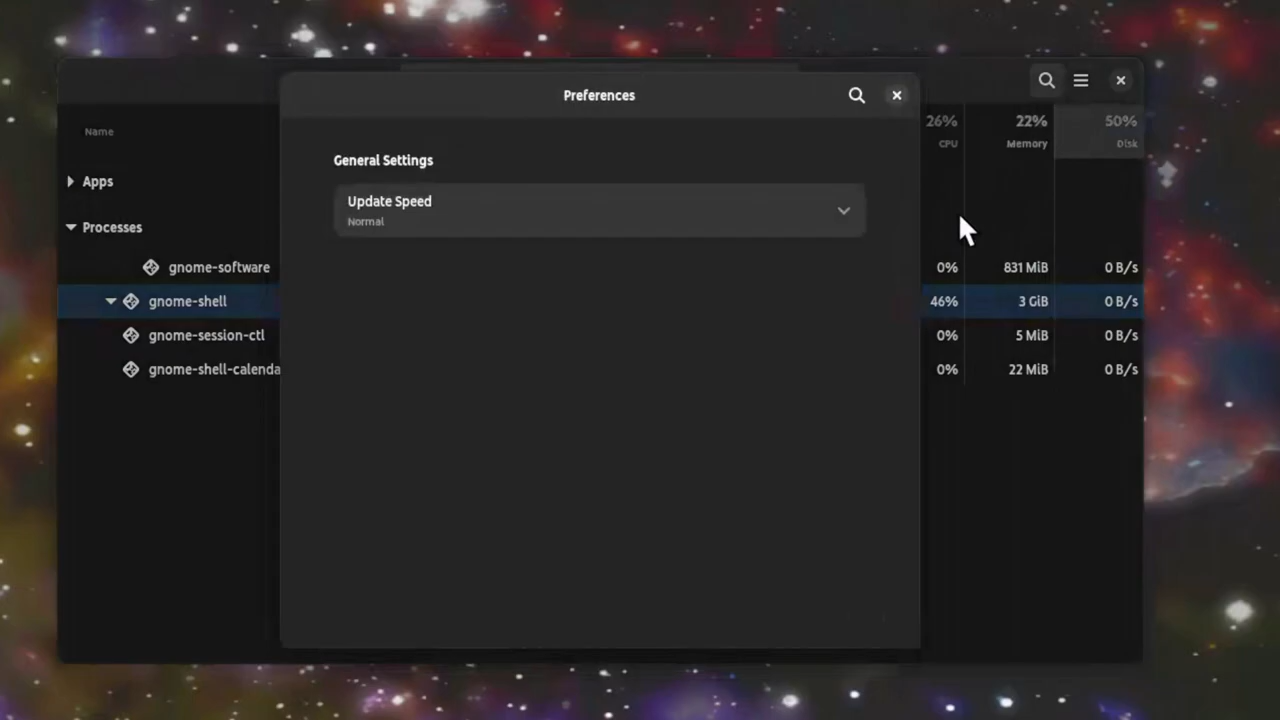 Preferences
General Settings
Update Speed
Normal
Name
26%
CPU
22%
Memory
50%
Disk
Apps
Processes
gnome-software 0% 831 MiB 0 B/s
gnome-shell 46% 3 GiB 0 B/s
gnome-session-ctl 0% 5 MiB 0 B/s
gnome-shell-calenda 0% 22 MiB 0 B/s